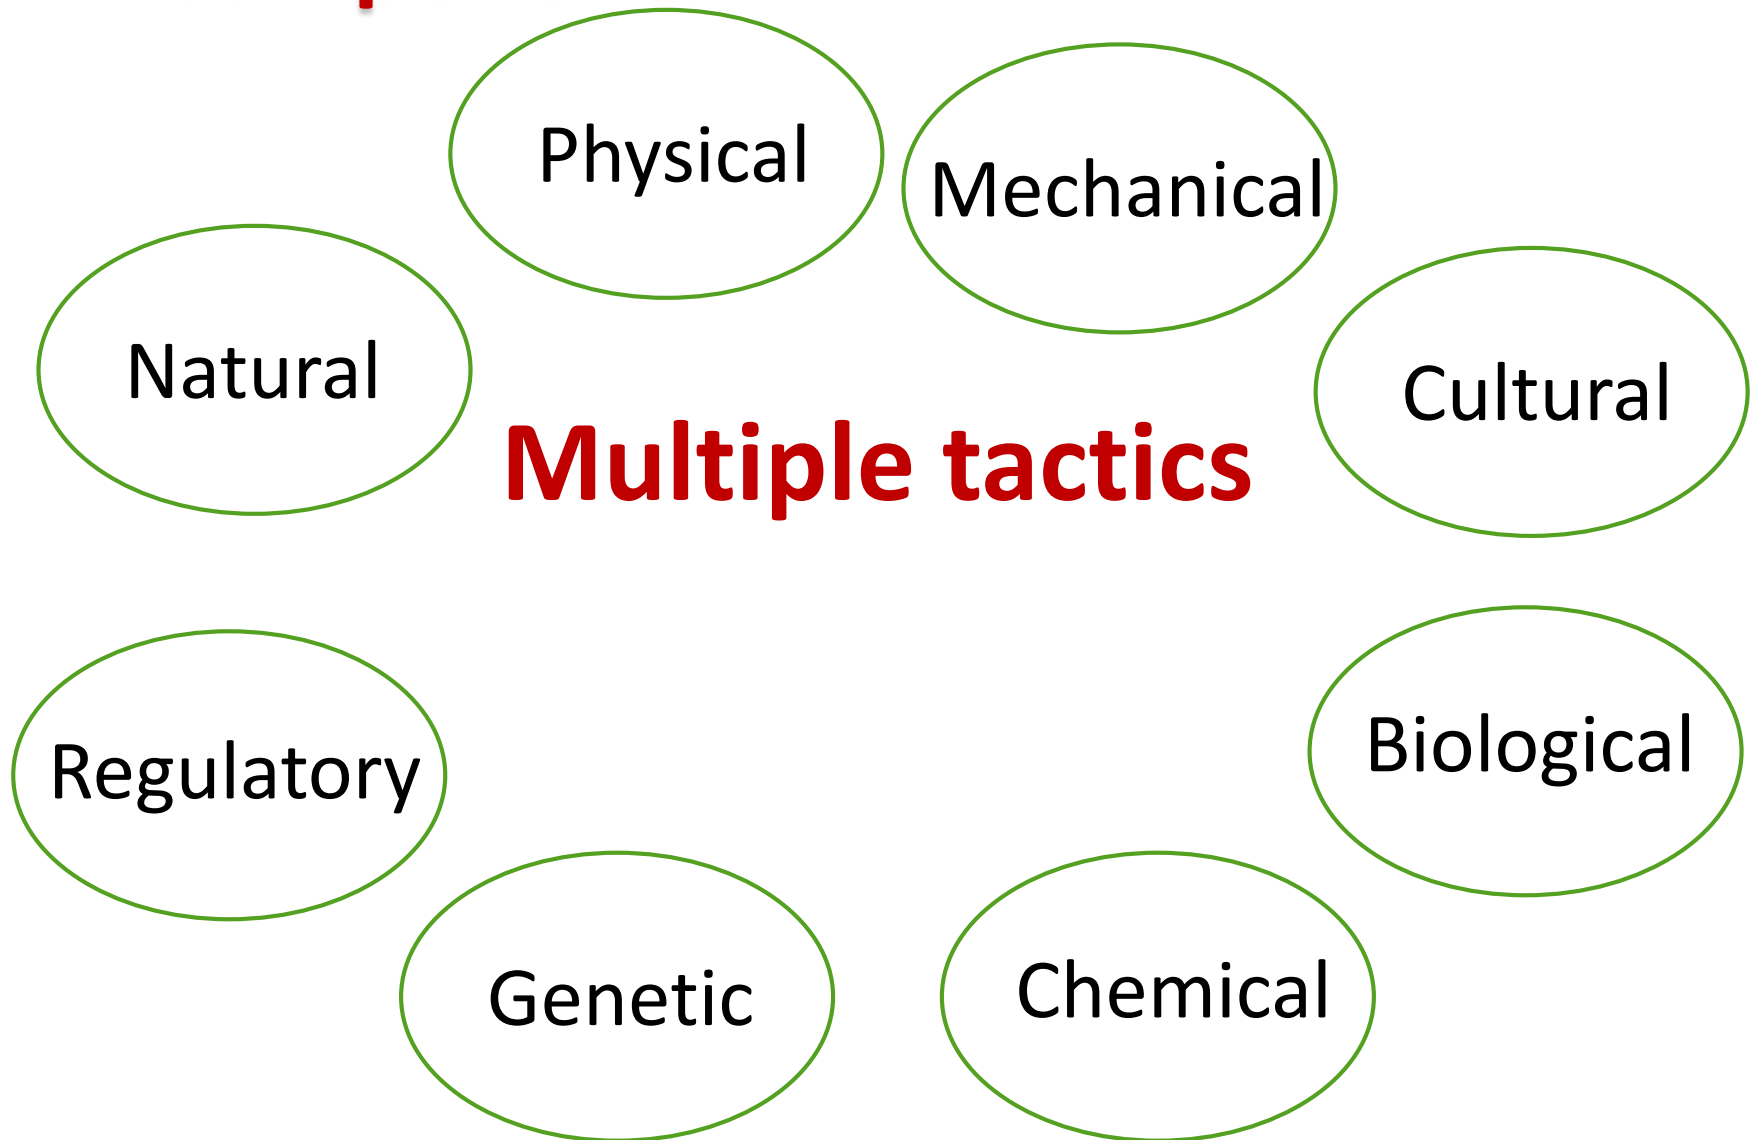 Physical
Mechanical
Natural
Cultural
Multiple tactics
Regulatory
Biological
Genetic
Chemical